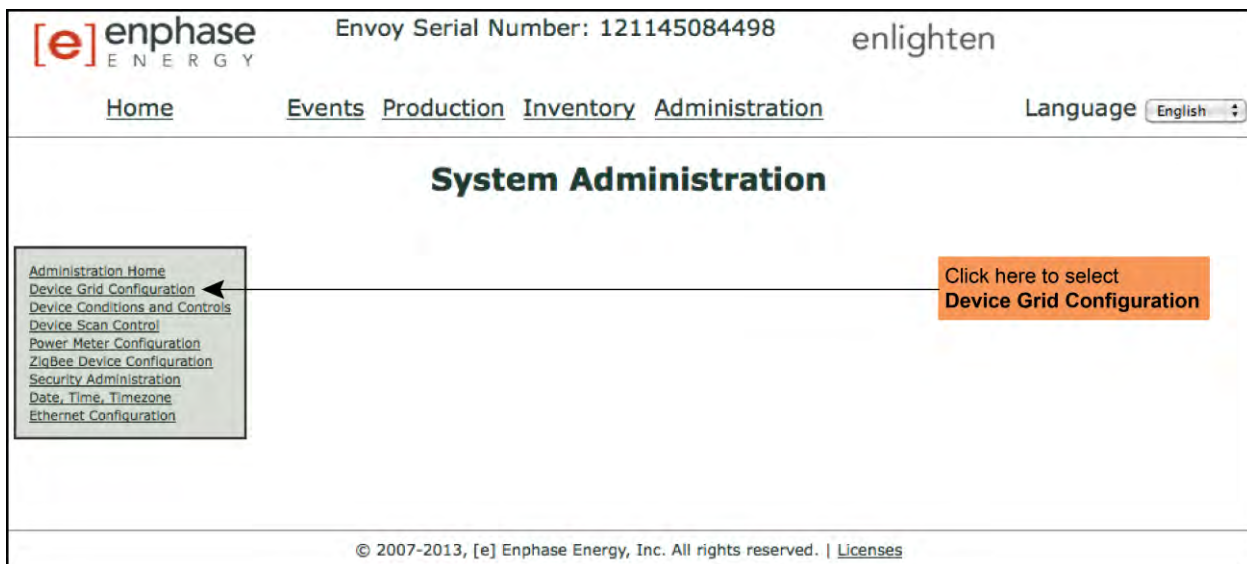 [e] enphase
ENERGY
Envoy Serial Number: 121145084498
enlighten
Home Events Production Inventory Administration Language English
System Administration
Administration Home
Device Grid Configuration
Device Conditions and Controls
Device Scan Control
Power Meter Configuration
ZigBee Device Configuration
Security Administration
Date, Time, Timezone
Ethernet Configuration
Click here to select
Device Grid Configuration
© 2007-2013, [e] Enphase Energy, Inc. All rights reserved. | Licenses